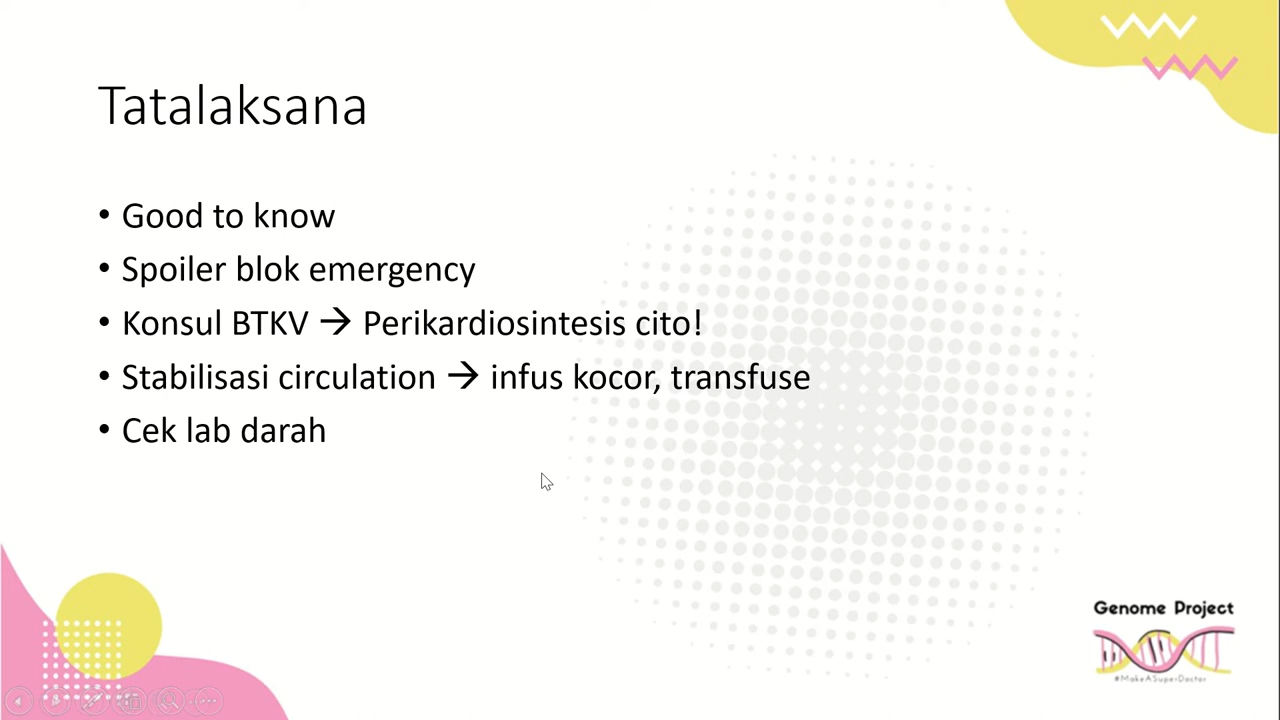 Tatalaksana
• Good to know
• Spoiler blok emergency
• Konsul BTKV → Perikardiosintesis cito!
• Stabilisasi circulation → infus kocor, transfuse
• Cek lab darah
Genome Project
#MakeASuperDoctor